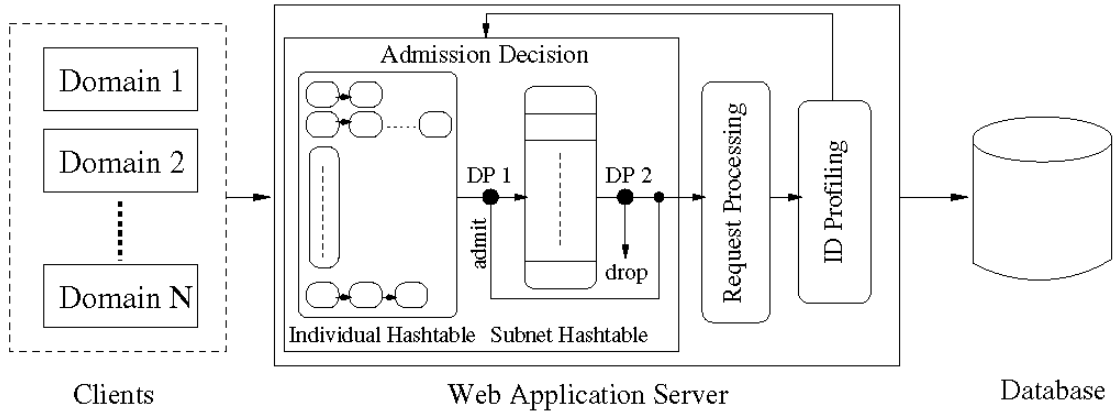 Domain 1
Domain 2
Domain N
Clients
Admission Decision
DP 1
admit
DP 2
drop
Individual Hashtable
Subnet Hashtable
Request Processing
ID Profiling
Web Application Server
Database